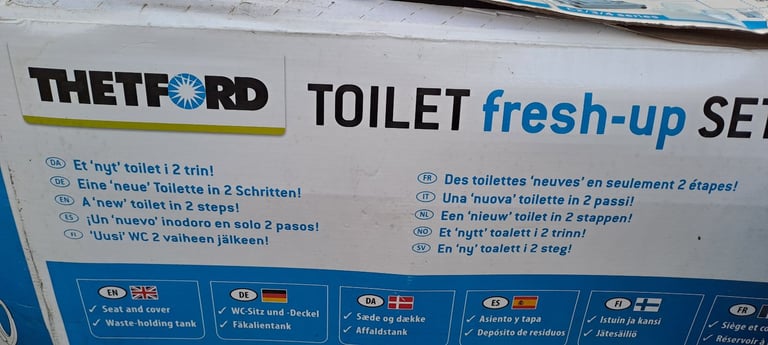 C2/3/4 series
THETFORD
TOILET fresh-up SET
DA Et 'nyt' toilet i 2 trin!
DE Eine 'neue' Toilette in 2 Schritten!
EN A 'new' toilet in 2 steps!
ES ¡Un 'nuevo' inodoro en solo 2 pasos!
FI 'Uusi' WC 2 vaiheen jälkeen!
FR Des toilettes 'neuves' en seulement 2 étapes!
IT Una 'nuova' toilette in 2 passi!
NL Een 'nieuw' toilet in 2 stappen!
NO Et 'nytt' toalett i 2 trinn!
SV En 'ny' toalett i 2 steg!
EN
✓ Seat and cover
✓ Waste-holding tank
DE
✓ WC-Sitz und -Deckel
✓ Fäkalientank
DA
✓ Sæde og dække
✓ Affaldstank
ES
✓ Asiento y tapa
✓ Depósito de residuos
FI
✓ Istuin ja kansi
✓ Jätesäiliö
FR
✓ Siège et co
✓ Réservoir à